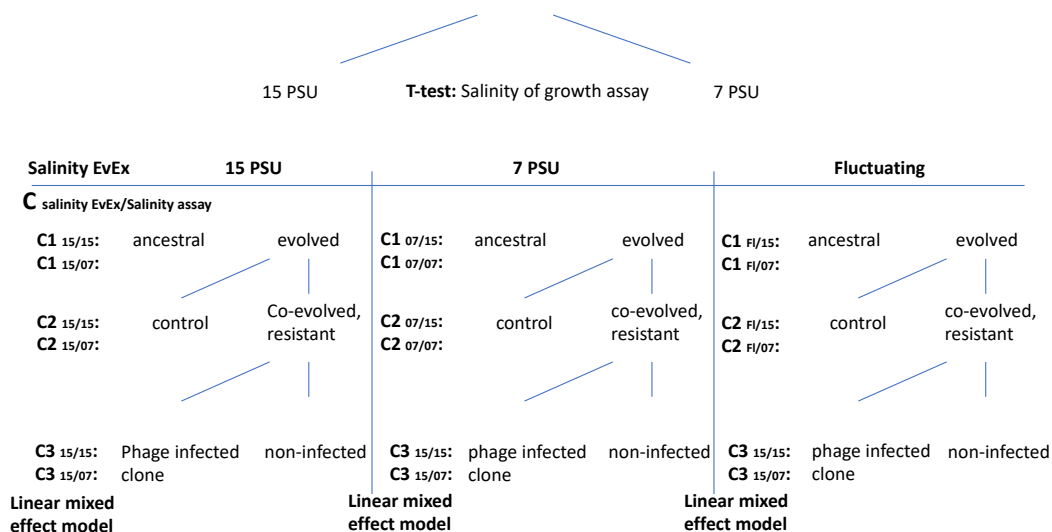 15 PSU T-test: Salinity of growth assay 7 PSU
Salinity EvEx 15 PSU 7 PSU Fluctuating
C salinity EvEx/Salinity assay
C1 15/15: ancestral evolved C1 07/15: ancestral evolved C1 Fl/15: ancestral evolved
C1 15/07: C1 07/07: C1 Fl/07:
C2 15/15: control Co-evolved, C2 07/15: control co-evolved, C2 Fl/15: control co-evolved,
C2 15/07: resistant C2 07/07: resistant C2 Fl/07: resistant
C3 15/15: Phage infected non-infected C3 15/15: phage infected non-infected C3 15/15: phage infected non-infected
C3 15/07: clone C3 15/07: clone C3 15/07: clone
Linear mixed Linear mixed Linear mixed
effect model effect model effect model